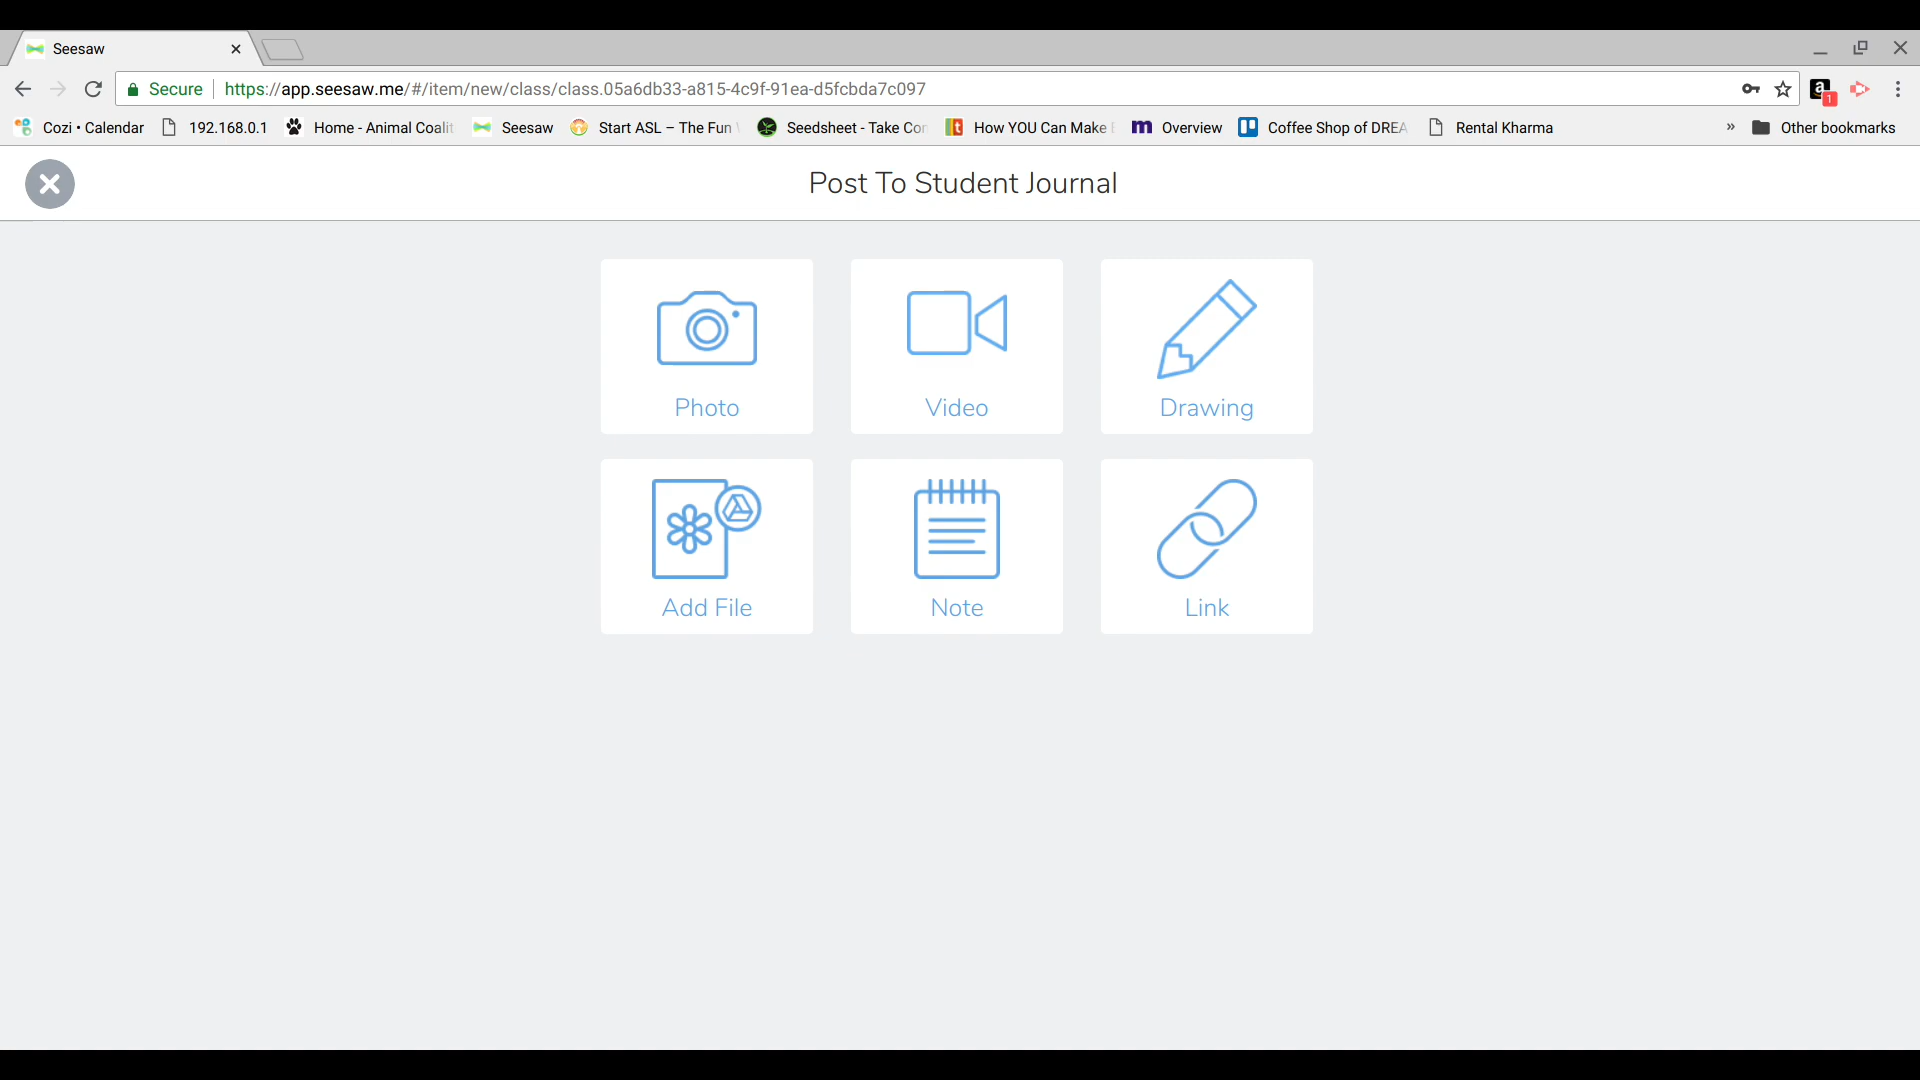 Seesaw
Secure https://app.seesaw.me/#/item/new/class/class.05a6db33-a815-4c9f-91ea-d5fcbda7c097
1
Cozi • Calendar 192.168.0.1 Home - Animal Coalit Seesaw Start ASL – The Fun Seedsheet - Take Con How YOU Can Make Overview Coffee Shop of DREA Rental Kharma » Other bookmarks
Post To Student Journal
Photo Video Drawing
Add File Note Link